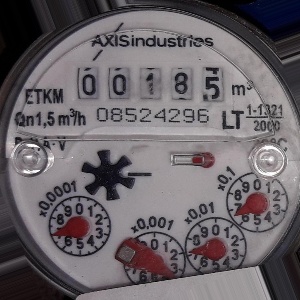 AXISindustries
00185 m³
ETKM
Qn1,5 m³/h 08524296 LT 1-1321
2000
A-V
x0,0001 x0,001 x0,01 x0,1